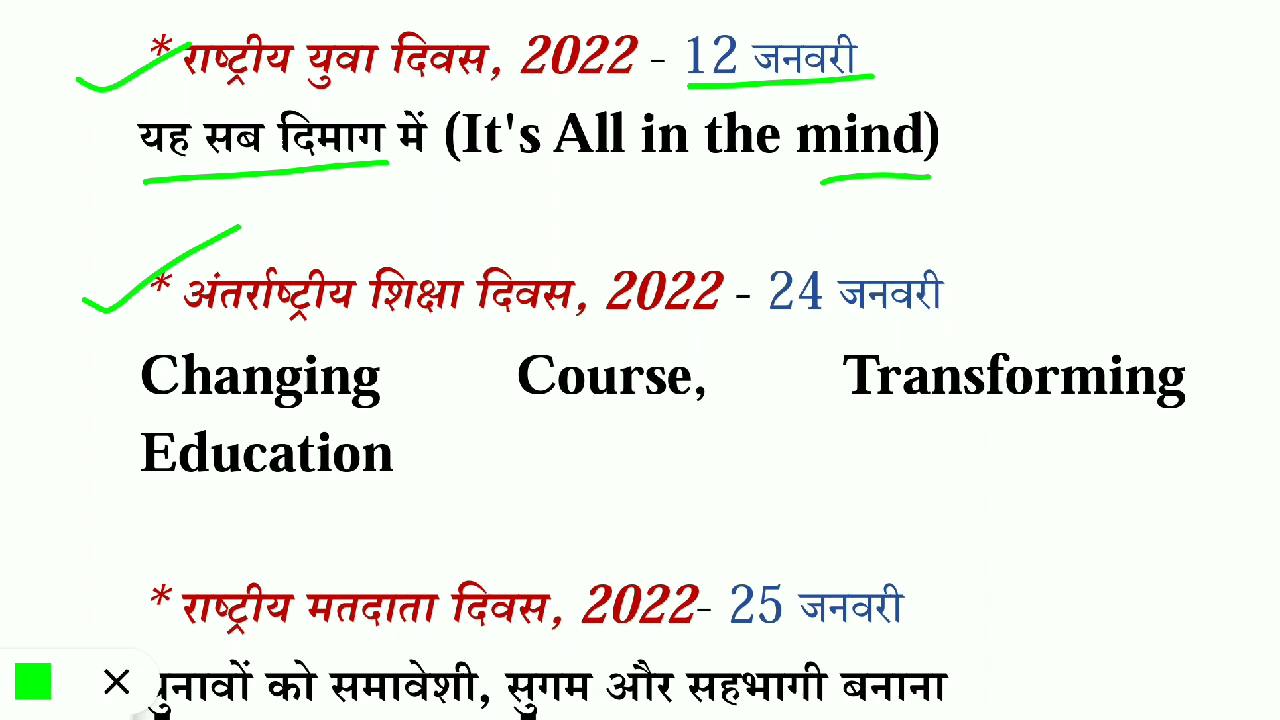 * राष्ट्रीय युवा दिवस, 2022 - 12 जनवरी
यह सब दिमाग में (It's All in the mind)
* अंतर्राष्ट्रीय शिक्षा दिवस, 2022 - 24 जनवरी
Changing Course, Transforming
Education
* राष्ट्रीय मतदाता दिवस, 2022- 25 जनवरी
को समावेशी, सुगम और सहभागी बनाना